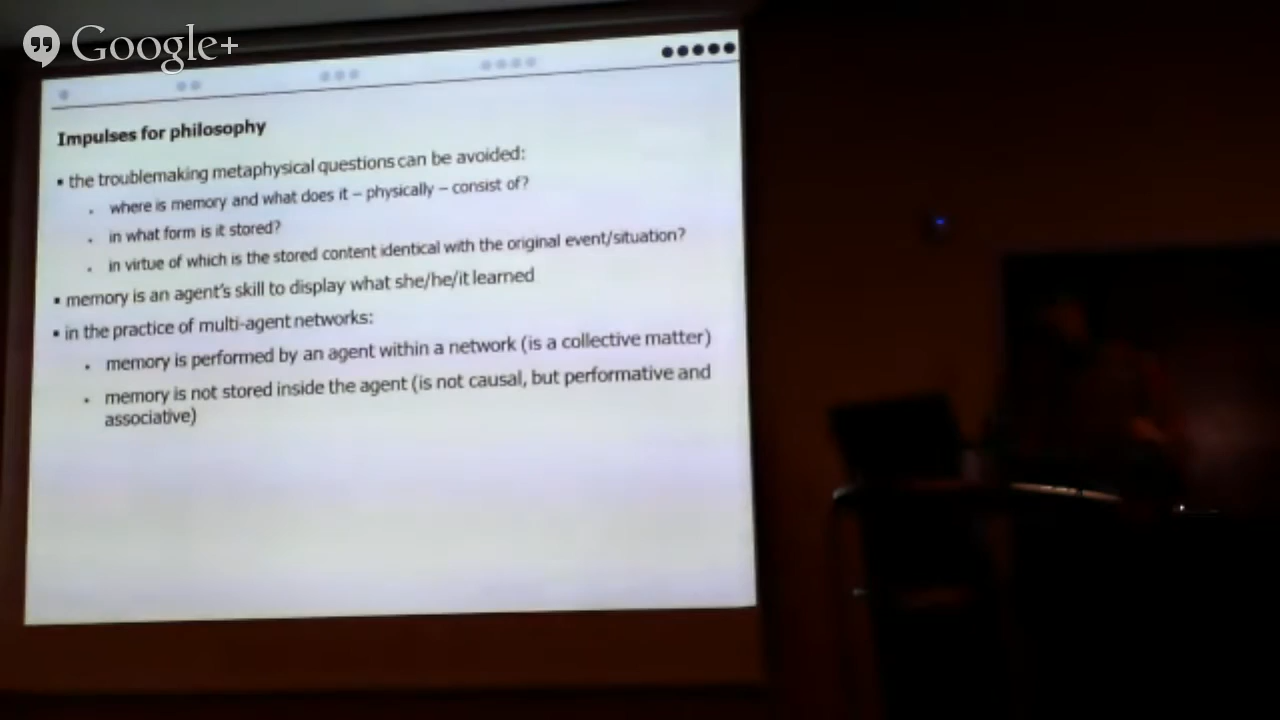 Google+
Impulses for philosophy
▪ the troublemaking metaphysical questions can be avoided:
▪ where is memory and what does it – physically – consist of?
▪ in what form is it stored?
▪ in virtue of which is the stored content identical with the original event/situation?
▪ memory is an agent's skill to display what she/he/it learned
▪ in the practice of multi-agent networks:
▪ memory is performed by an agent within a network (is a collective matter)
▪ memory is not stored inside the agent (is not causal, but performative and
associative)